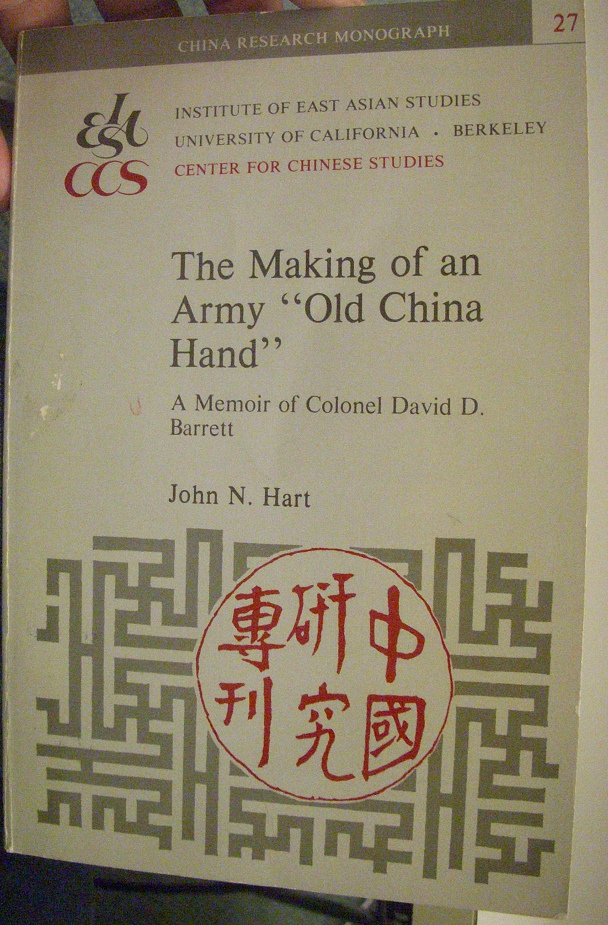 CHINA RESEARCH MONOGRAPH
27
IEAS
CCS
INSTITUTE OF EAST ASIAN STUDIES
UNIVERSITY OF CALIFORNIA • BERKELEY
CENTER FOR CHINESE STUDIES
The Making of an
Army “Old China
Hand”
A Memoir of Colonel David D.
Barrett
John N. Hart
中國
研究
專刊